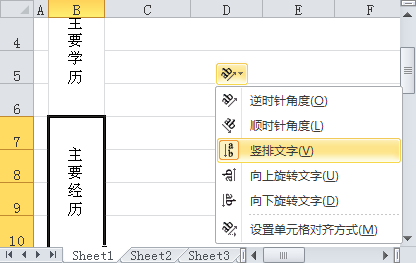 A B C D E F
4
5
6
7
8
9
10
主要学历
主要经历
逆时针角度(O)
顺时针角度(L)
竖排文字(V)
向上旋转文字(U)
向下旋转文字(D)
设置单元格对齐方式(M)
Sheet1 Sheet2 Sheet3